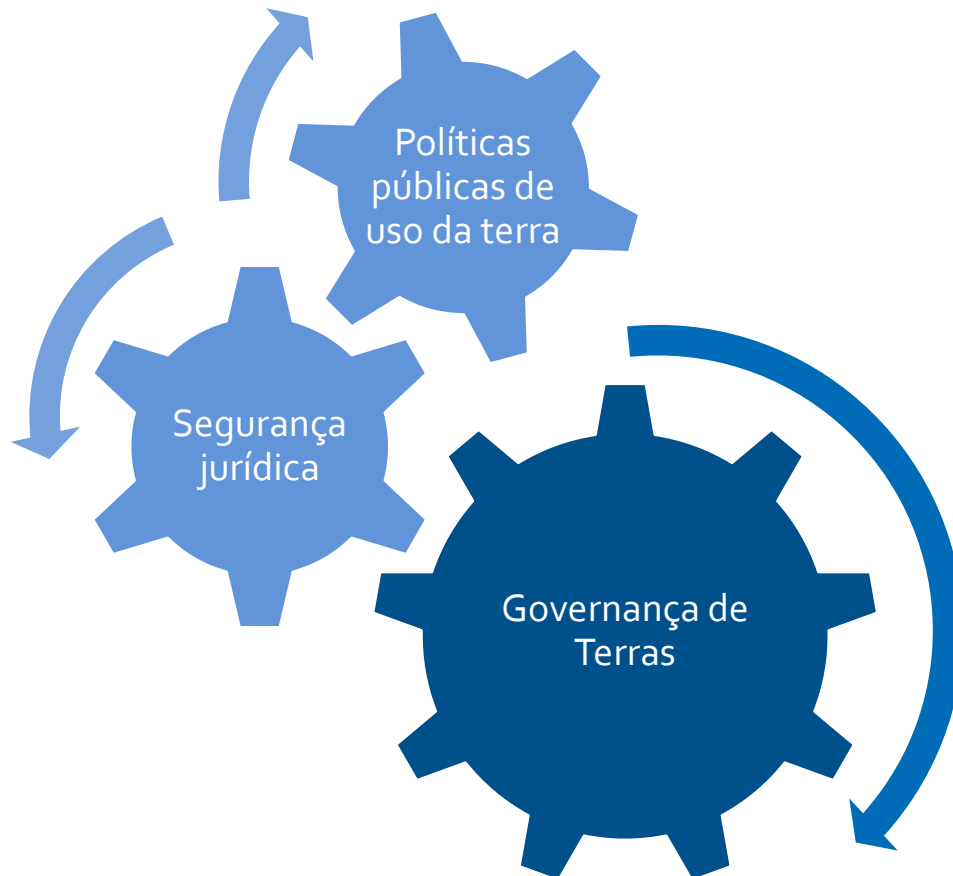 Políticas
públicas de
uso da terra
Segurança
jurídica
Governança de
Terras